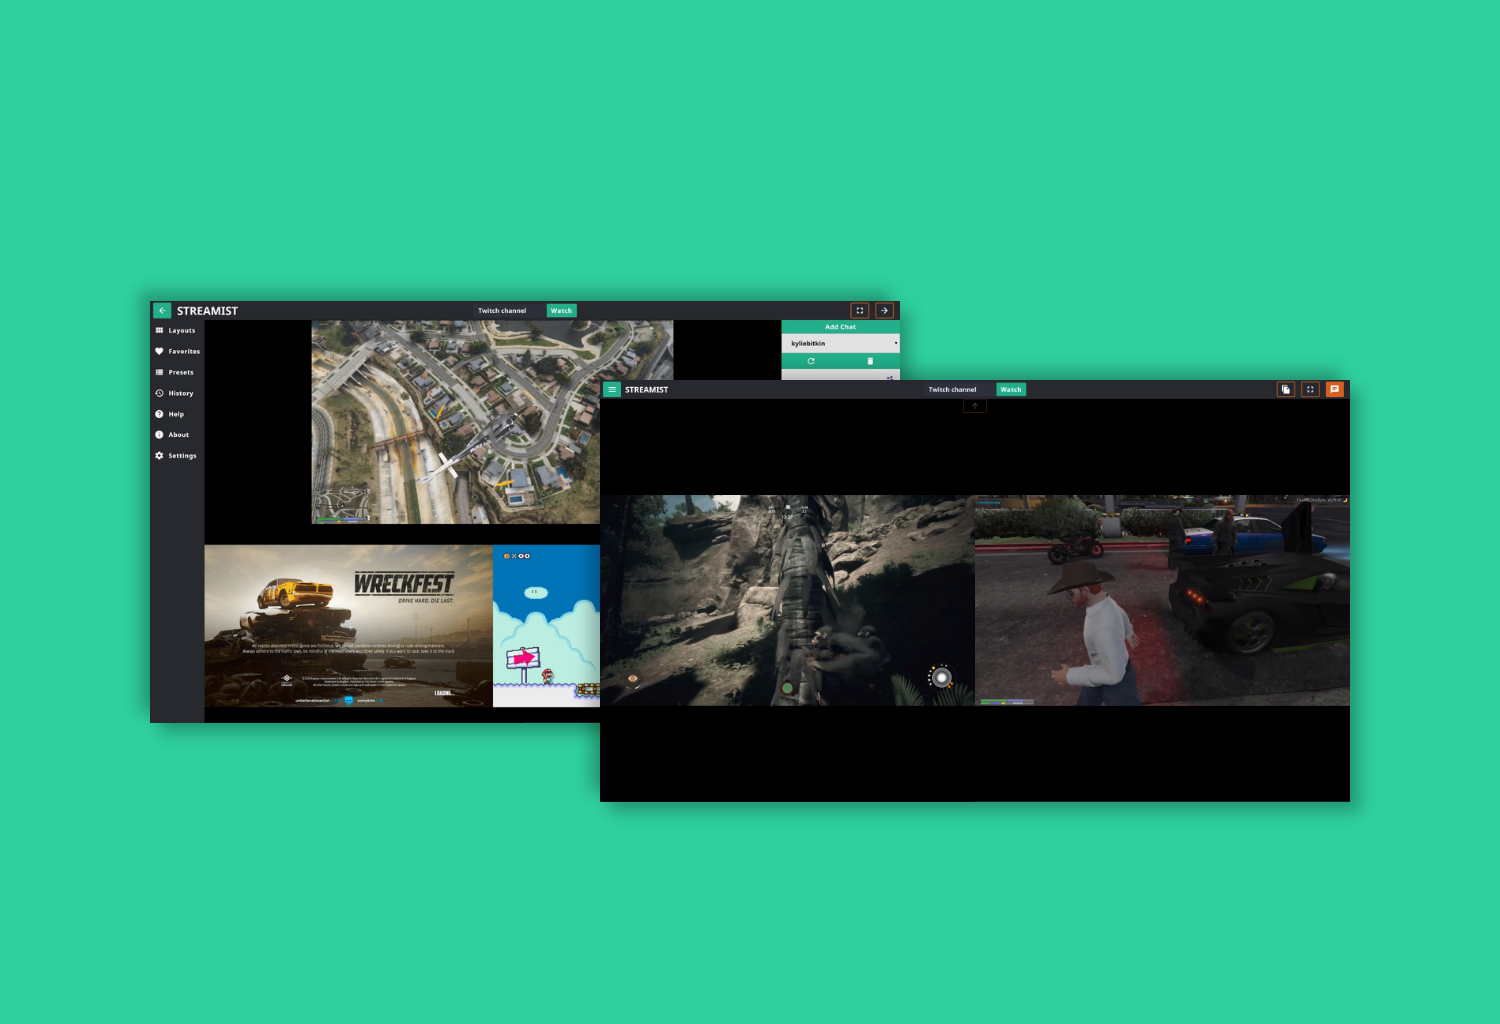 STREAMIST
Twitch channel
Watch
Layouts
Favorites
Presets
History
Help
About
Settings
Add Chat
kyliebitkin
WRECKFEST
DRIVE HARD. DIE LAST.
LOADING...
STREAMIST
Twitch channel
Watch